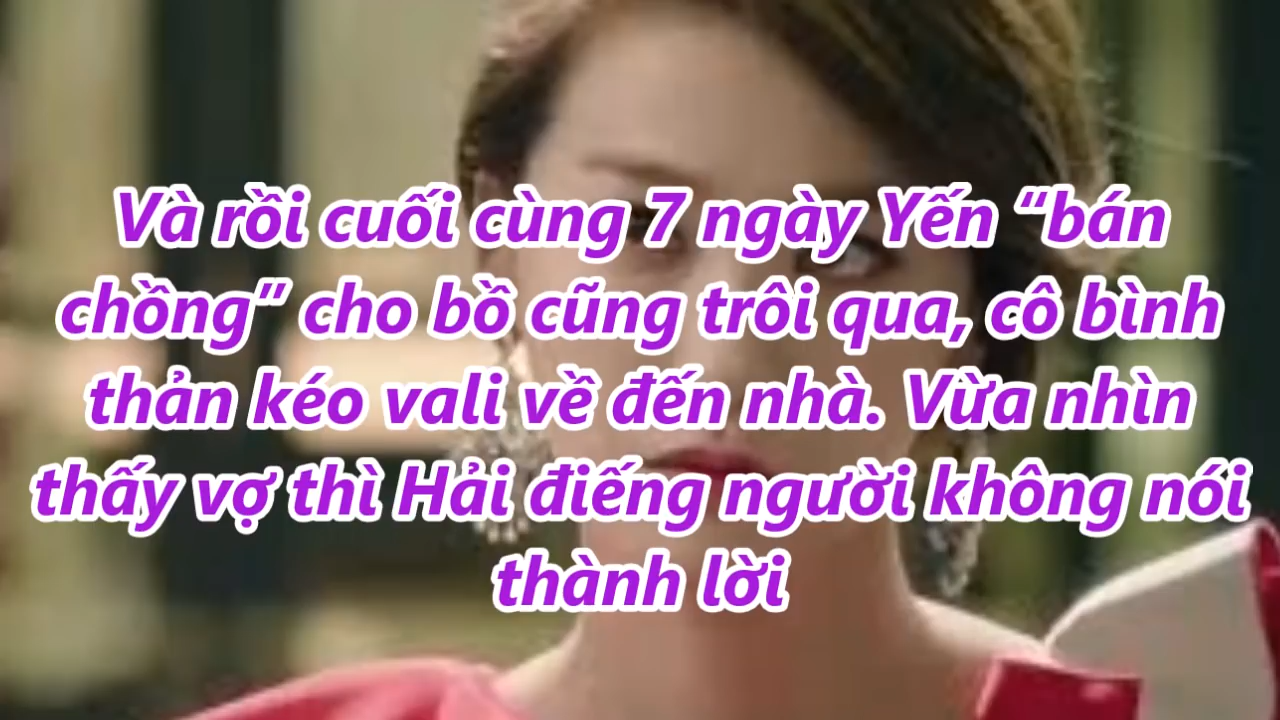 Và rồi cuối cùng 7 ngày Yến “bán
chồng” cho bồ cũng trôi qua, cô bình
thản kéo vali về đến nhà. Vừa nhìn
thấy vợ thì Hải điếng người không nói
thành lời